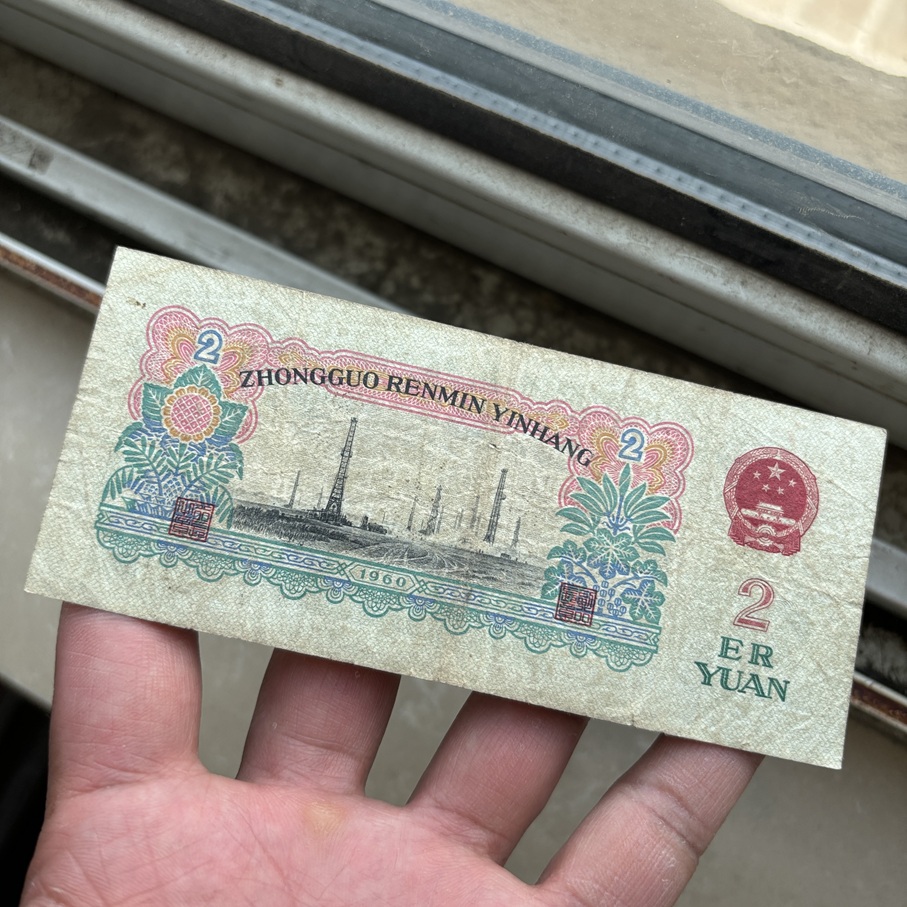 2
ZHONGGUO RENMIN YINHANG
2
1960
2
ER
YUAN